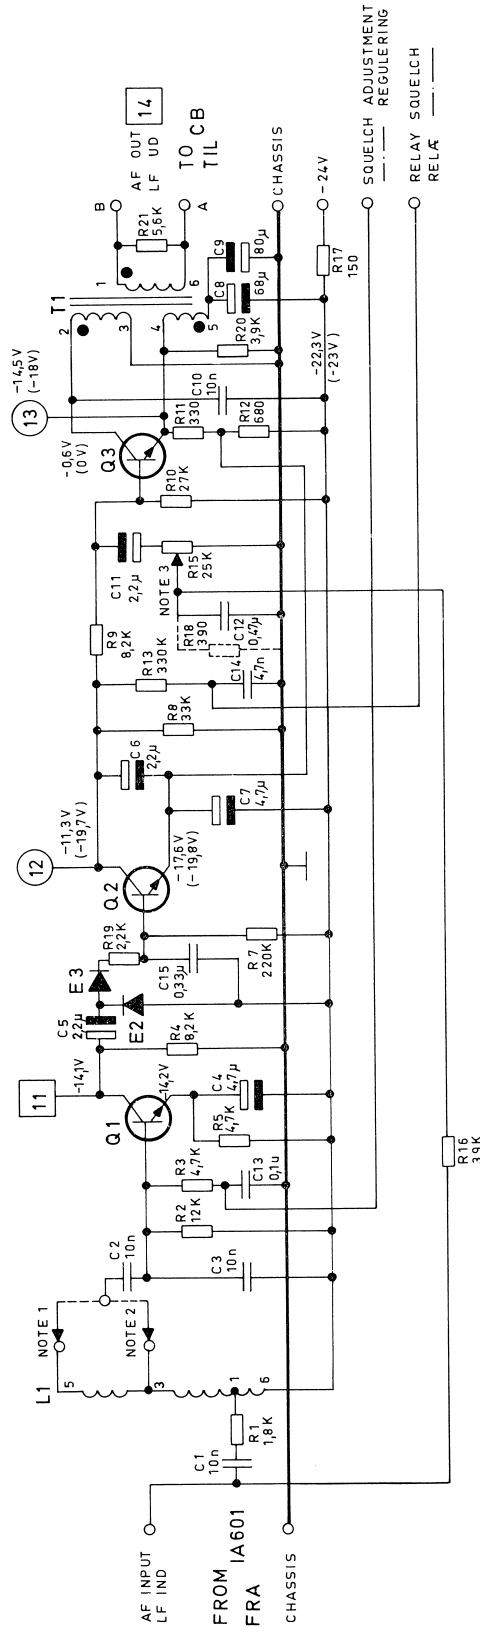 AF INPUT
LF IND
FROM IA601
FRA
CHASSIS
C1
10n
R1
1,8K
L1
5
3
1
6
NOTE 1
NOTE 2
C2
10n
C3
10n
R2
12K
R3
4,7K
C13
0,1u
11
-14,1V
Q1
-14,2V
R5
4,7K
C4
4,7µ
R4
8,2K
C5
2,2µ
E2
E3
R19
2,2K
C15
0,33µ
R7
220K
12
-11,3V
(-19,7V)
Q2
-17,6V
(-19,8V)
C6
2,2µ
C7
4,7µ
R8
33K
R13
330K
R9
8,2K
C14
4,7n
R18
390
C12
0,47µ
NOTE 3
C11
2,2µ
R15
25K
R10
27K
13
-14,5V
(-18V)
-0,6V
(0V)
Q3
R11
330
R12
680
C10
10n
R20
3,9K
T1
2
3
4
5
1
6
C8
68µ
C9
80µ
R21
5,6K
B
A
AF OUT
LF UD
14
TO CB
TIL
CHASSIS
-22,3V
(-23V)
R17
150
-24V
R16
39K
SQUELCH ADJUSTMENT
—·— REGULERING
RELAY SQUELCH
RELÆ —·—